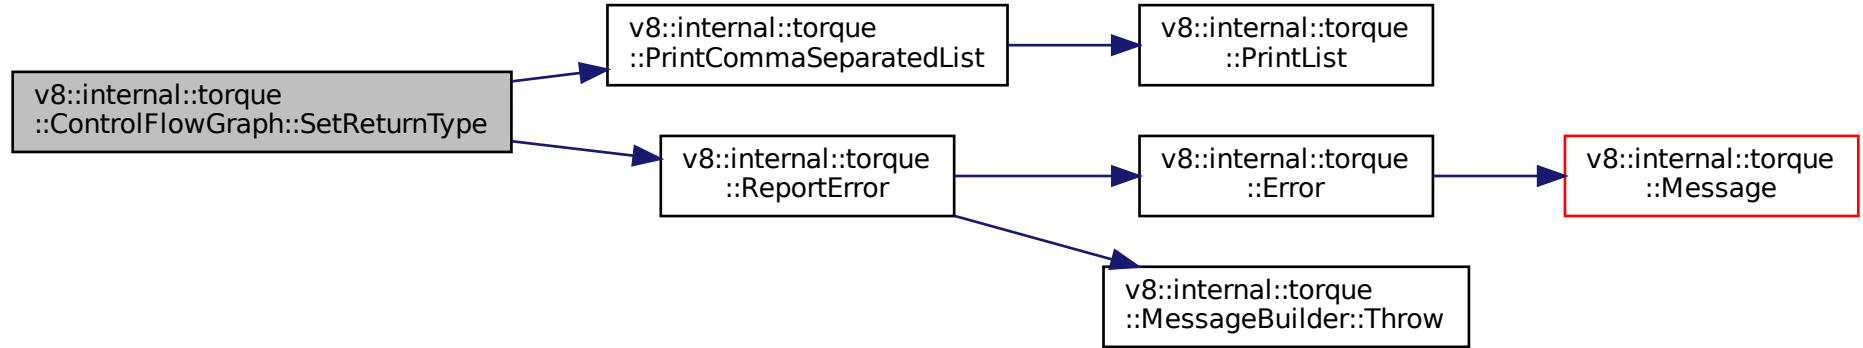 v8::internal::torque
::ControlFlowGraph::SetReturnType
v8::internal::torque
::PrintCommaSeparatedList
v8::internal::torque
::PrintList
v8::internal::torque
::ReportError
v8::internal::torque
::Error
v8::internal::torque
::Message
v8::internal::torque
::MessageBuilder::Throw